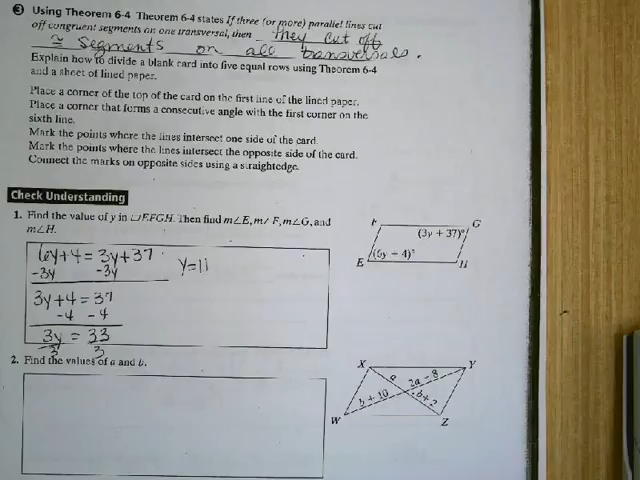 3 Using Theorem 6-4 Theorem 6-4 states If three (or more) parallel lines cut
off congruent segments on one transversal, then they cut off
≅ segments on all transversals.
Explain how to divide a blank card into five equal rows using Theorem 6-4
and a sheet of lined paper.
Place a corner of the top of the card on the first line of the lined paper.
Place a corner that forms a consecutive angle with the first corner on the
sixth line.
Mark the points where the lines intersect one side of the card.
Mark the points where the lines intersect the opposite side of the card.
Connect the marks on opposite sides using a straightedge.
Check Understanding
1. Find the value of y in ▱EFGH. Then find m∠E, m∠F, m∠G, and
m∠H.
6y+4=3y+37
-3y -3y
y=11
3y+4=37
-4 -4
3y = 33
3 3
F G
(3y + 37)°
(6y + 4)°
E H
2. Find the values of a and b.
X Y
a 2a - 8
b + 10 b + 2
W Z